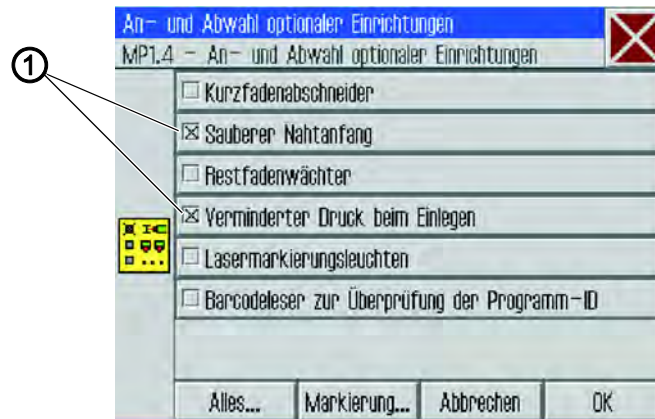 An- und Abwahl optionaler Einrichtungen
MP1.4 - An- und Abwahl optionaler Einrichtungen
1
Kurzfadenabschneider
Sauberer Nahtanfang
Restfadenwächter
Verminderter Druck beim Einlegen
Lasermarkierungsleuchten
Barcodeleser zur Überprüfung der Programm-ID
Alles... Markierung... Abbrechen OK